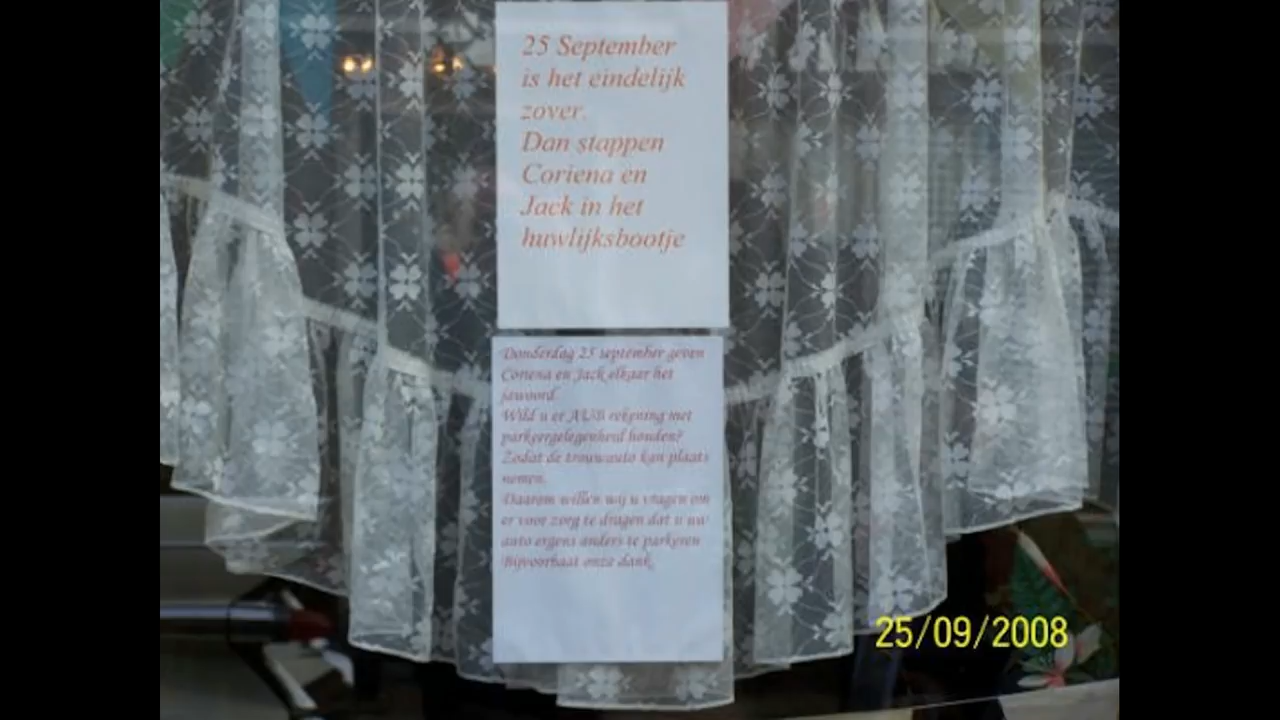 25 September
is het eindelijk
zover.
Dan stappen
Coriena en
Jack in het
huwlijksbootje
Donderdag 25 september geven
Coriena en Jack elkaar het
jawoord.
Wild u er AUB rekening met
parkeergelegenheid houden?
Zodat de trouwauto kan plaats
nemen.
Daarom willen wij u vragen om
er voor zorg te dragen dat u uw
auto ergens anders te parkeren
Bijvoorbaat onze dank,
25/09/2008